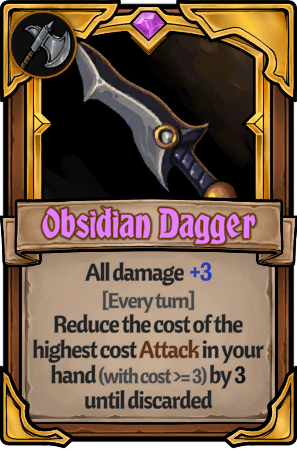 Obsidian Dagger
All damage +3
[Every turn]
Reduce the cost of the
highest cost Attack in your
hand (with cost >= 3) by 3
until discarded